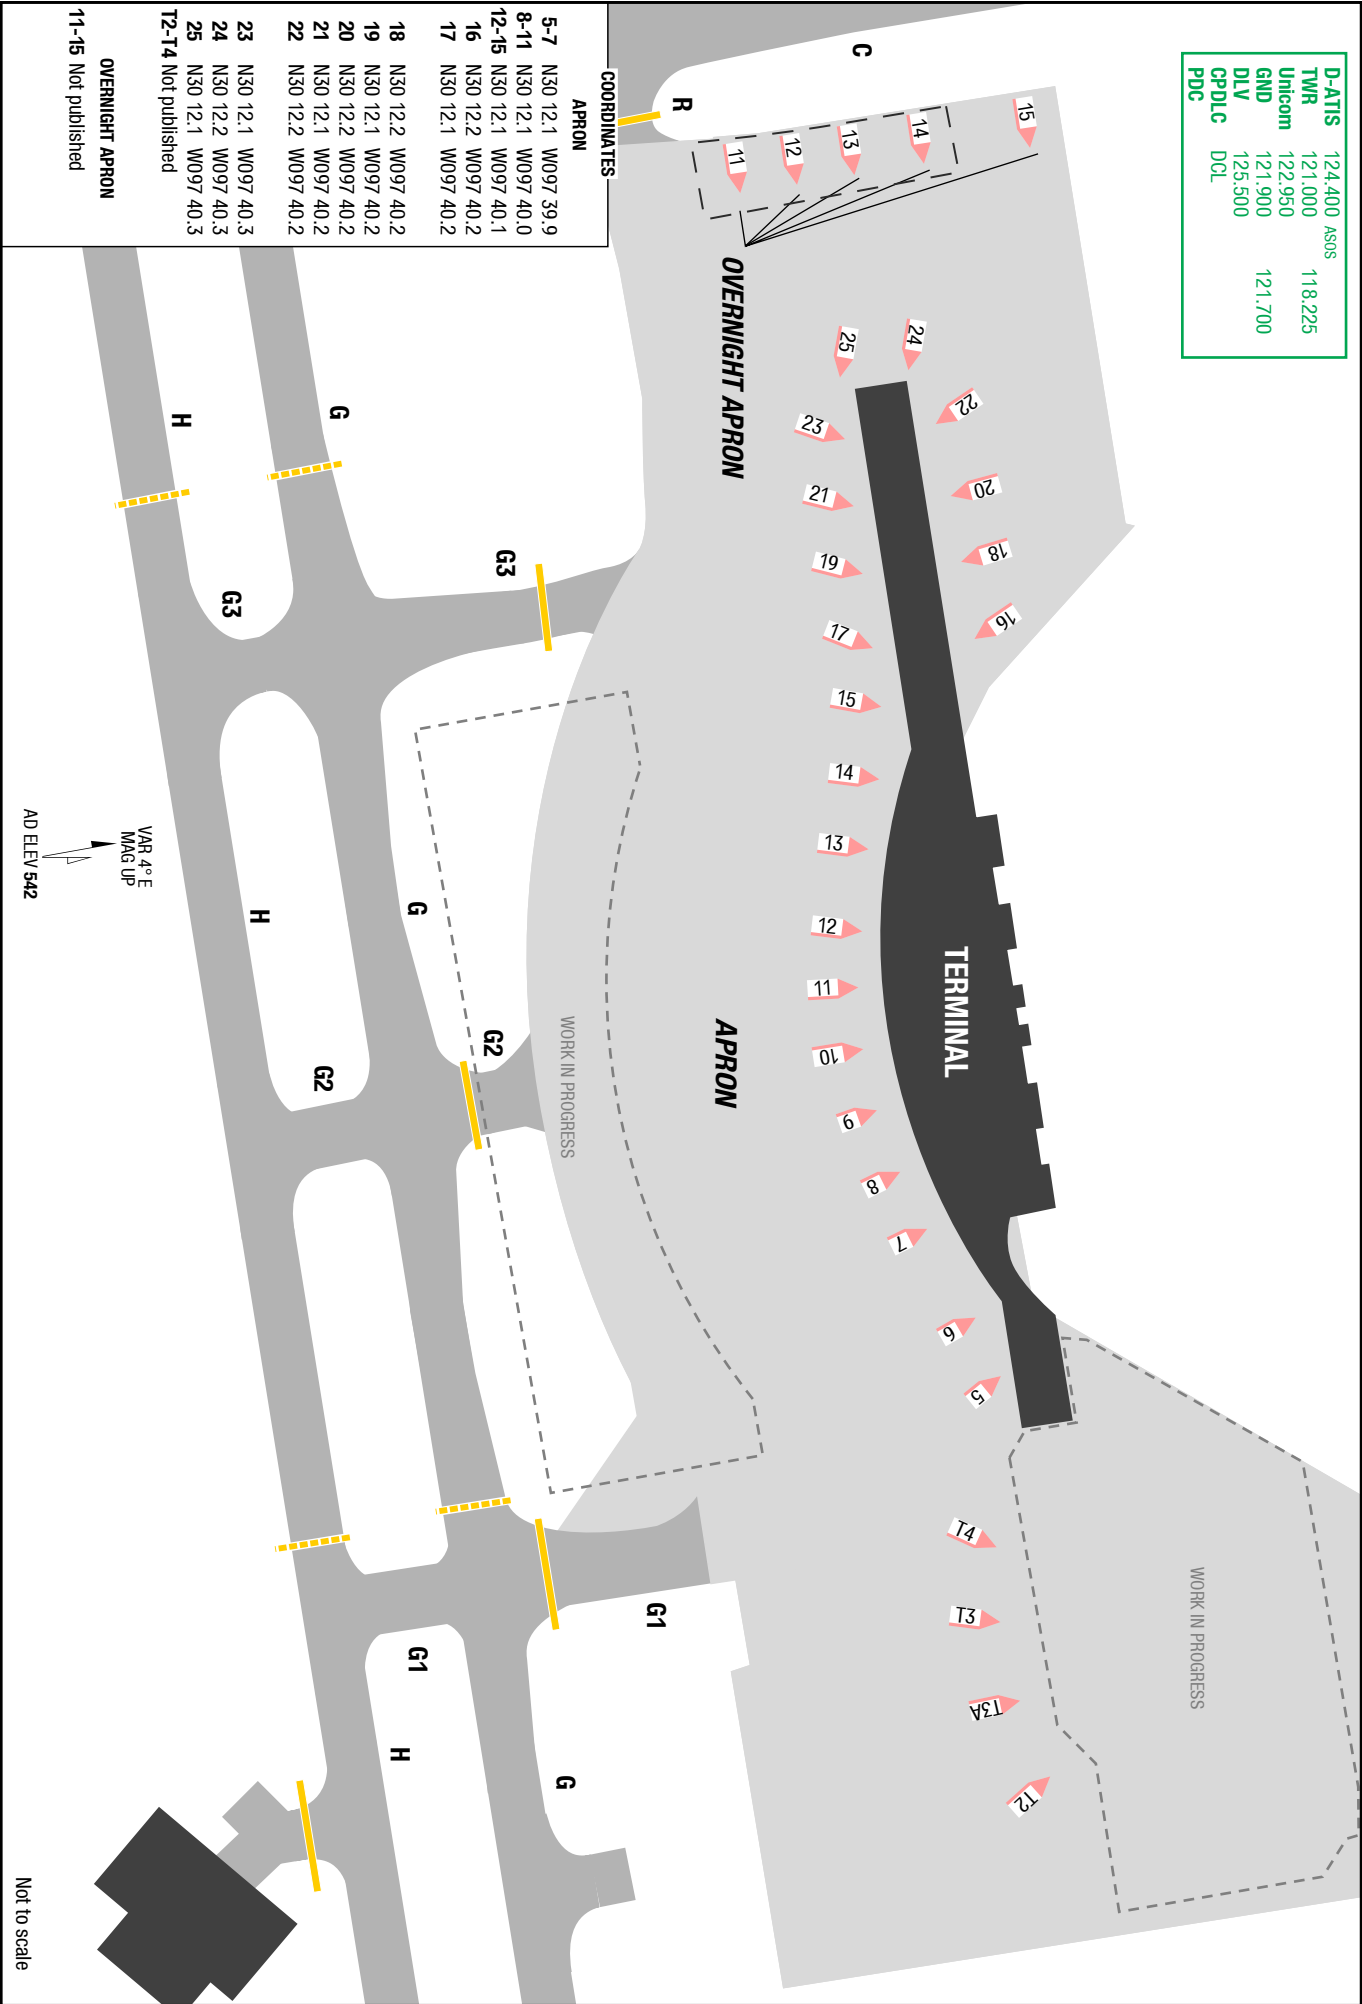 D-ATIS 124.400 ASOS
TWR 121.000 118.225
Unicom 122.950
GND 121.900 121.700
DLV 125.500
CPDLC DCL
PDC
C
R
15
14
13
12
11
OVERNIGHT APRON
24
25
22
23
20
21
18
19
16
17
15
14
13
12
11
10
9
8
7
6
5
T4
T3
T3A
T2
TERMINAL
APRON
WORK IN PROGRESS
WORK IN PROGRESS
G3
G3
G
H
G2
G2
G
H
G1
G1
G
H
COORDINATES
APRON
5-7 N30 12.1 W097 39.9
8-11 N30 12.1 W097 40.0
12-15 N30 12.1 W097 40.1
16 N30 12.2 W097 40.2
17 N30 12.1 W097 40.2
18 N30 12.2 W097 40.2
19 N30 12.1 W097 40.2
20 N30 12.2 W097 40.2
21 N30 12.1 W097 40.2
22 N30 12.2 W097 40.2
23 N30 12.1 W097 40.3
24 N30 12.2 W097 40.3
25 N30 12.1 W097 40.3
T2-T4 Not published
OVERNIGHT APRON
11-15 Not published
VAR 4° E
MAG UP
AD ELEV 542
Not to scale